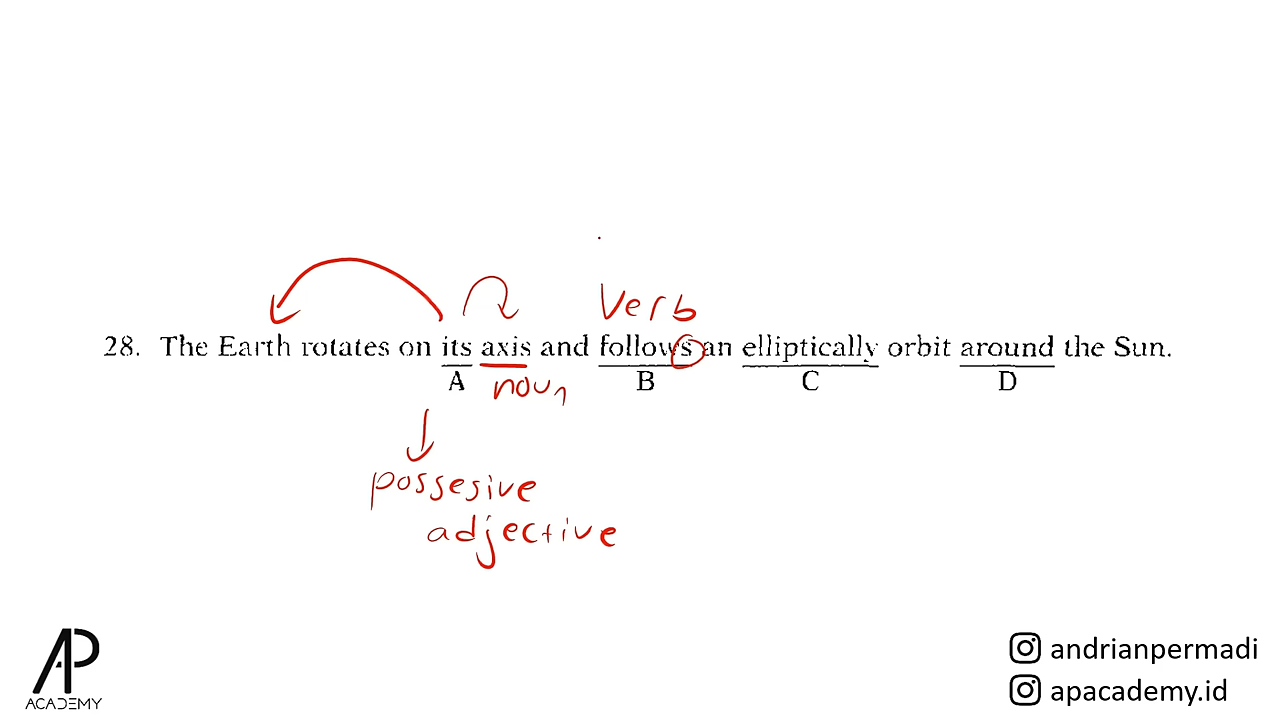 Verb
28. The Earth rotates on its axis and follows an elliptically orbit around the Sun.
A noun B C D
possesive
adjective
AP
ACADEMY
andrianpermadi
apacademy.id